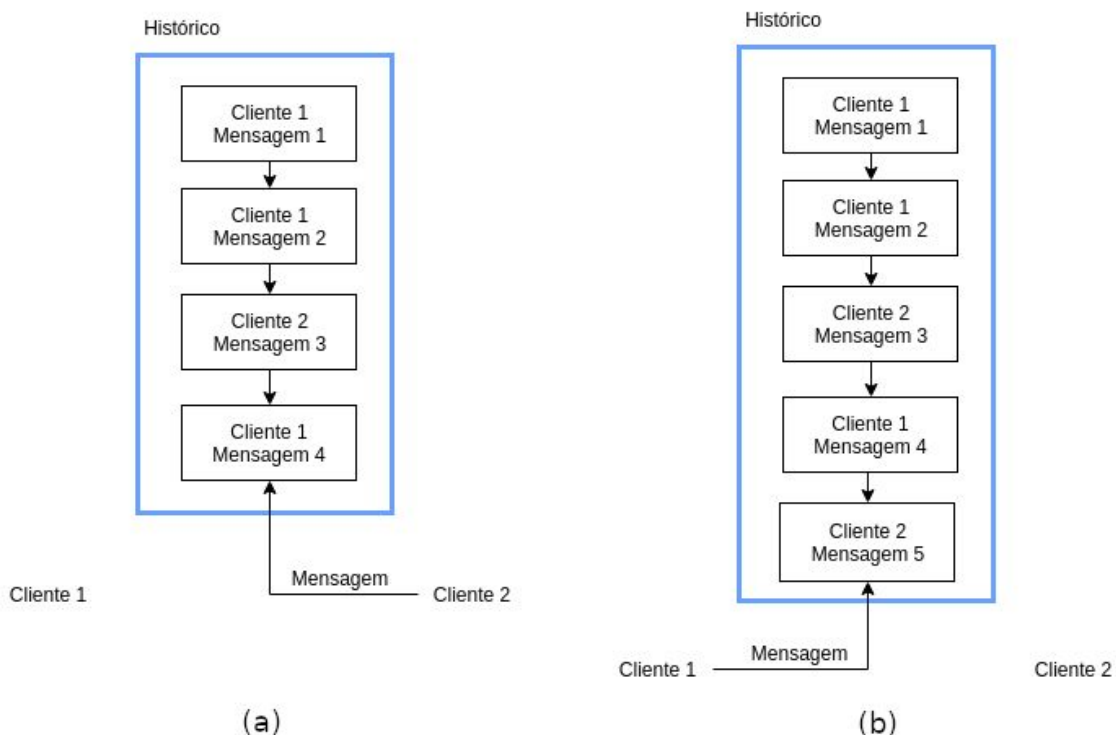 Histórico
Cliente 1
Mensagem 1
Cliente 1
Mensagem 2
Cliente 2
Mensagem 3
Cliente 1
Mensagem 4
Mensagem
Cliente 1
Cliente 2
(a)
Histórico
Cliente 1
Mensagem 1
Cliente 1
Mensagem 2
Cliente 2
Mensagem 3
Cliente 1
Mensagem 4
Cliente 2
Mensagem 5
Mensagem
Cliente 1
Cliente 2
(b)